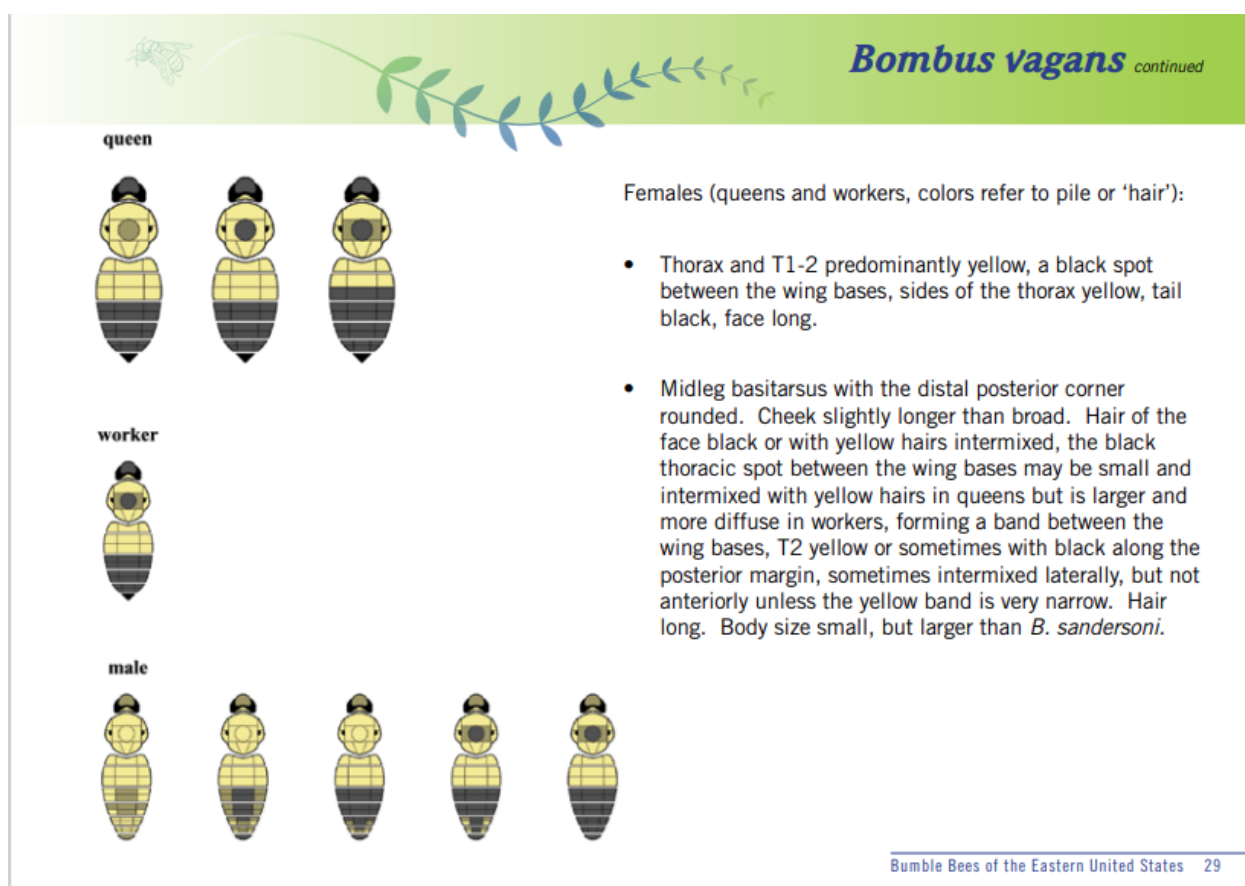 Bombus vagans continued
queen
Females (queens and workers, colors refer to pile or ‘hair’):
• Thorax and T1-2 predominantly yellow, a black spot
between the wing bases, sides of the thorax yellow, tail
black, face long.
• Midleg basitarsus with the distal posterior corner
rounded.  Cheek slightly longer than broad.  Hair of the
face black or with yellow hairs intermixed, the black
thoracic spot between the wing bases may be small and
intermixed with yellow hairs in queens but is larger and
more diffuse in workers, forming a band between the
wing bases, T2 yellow or sometimes with black along the
posterior margin, sometimes intermixed laterally, but not
anteriorly unless the yellow band is very narrow.  Hair
long.  Body size small, but larger than B. sandersoni.
worker
male
Bumble Bees of the Eastern United States 29